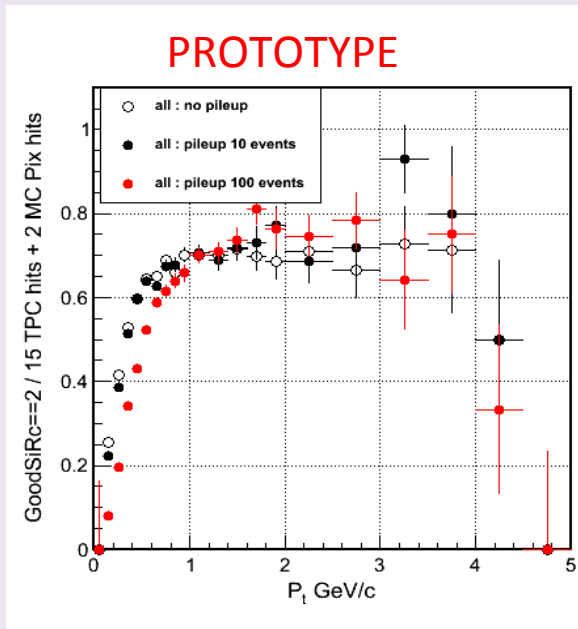 PROTOTYPE
all : no pileup
all : pileup 10 events
all : pileup 100 events
GoodSiRc==2 / 15 TPC hits + 2 MC Pix hits
1
0.8
0.6
0.4
0.2
0
0 1 2 3 4 5
Pt GeV/c